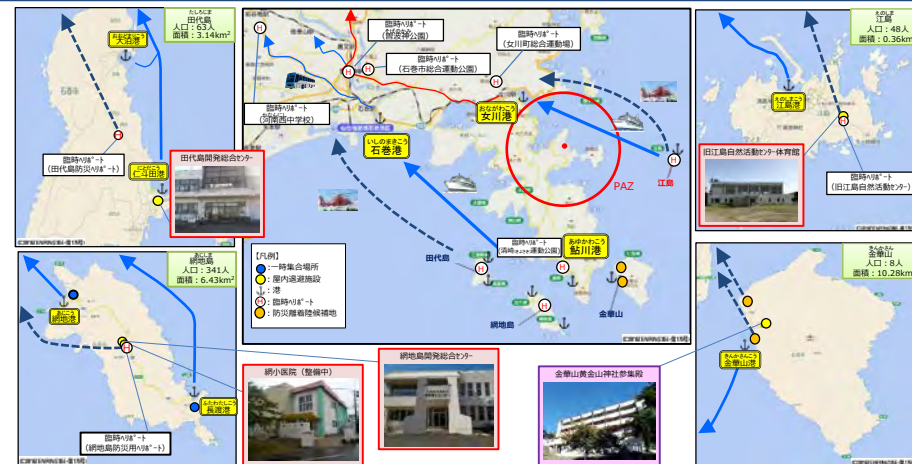 たしろじま
田代島
人口：63人
面積：3.14km²
おおどまりこう
大泊港
臨時ヘリポート
(田代島防災ヘリポート)
にとだこう
仁斗田港
田代島開発総合センター
臨時ヘリポート
(曽波神公園)
臨時ヘリポート
(石巻市総合運動公園)
臨時ヘリポート
(女川町総合運動場)
臨時ヘリポート
(河南西中学校)
いしのまきこう
石巻港
おながわこう
女川港
PAZ
江島
田代島
網地島
金華山
臨時ヘリポート
あゆかわこう
鮎川港
【凡例】
：一時集合場所
：屋内退避施設
：港
：臨時ヘリポート
：防災離着陸候補地
えのしま
江島
人口：48人
面積：0.36km²
えのしまこう
江島港
旧江島自然活動センター体育館
臨時ヘリポート
(旧江島自然活動センター)
あじしま
網地島
人口：341人
面積：6.43km²
あじこう
網地港
ふたわたしこう
長渡港
臨時ヘリポート
(網地島防災用ヘリポート)
網小医院（整備中）
網地島開発総合センター
金華山黄金山神社参集殿
きんかさん
金華山
人口：8人
面積：10.28km²
きんかさんこう
金華山港